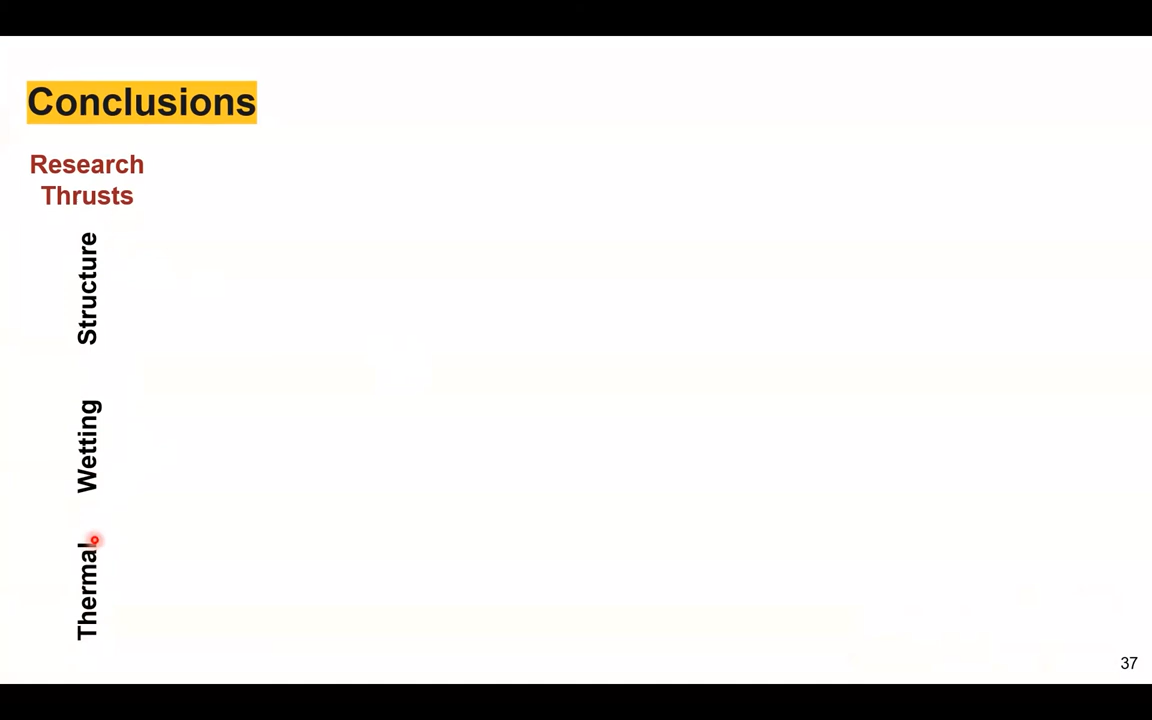 Conclusions
Research
Thrusts
Structure
Wetting
Thermal
37